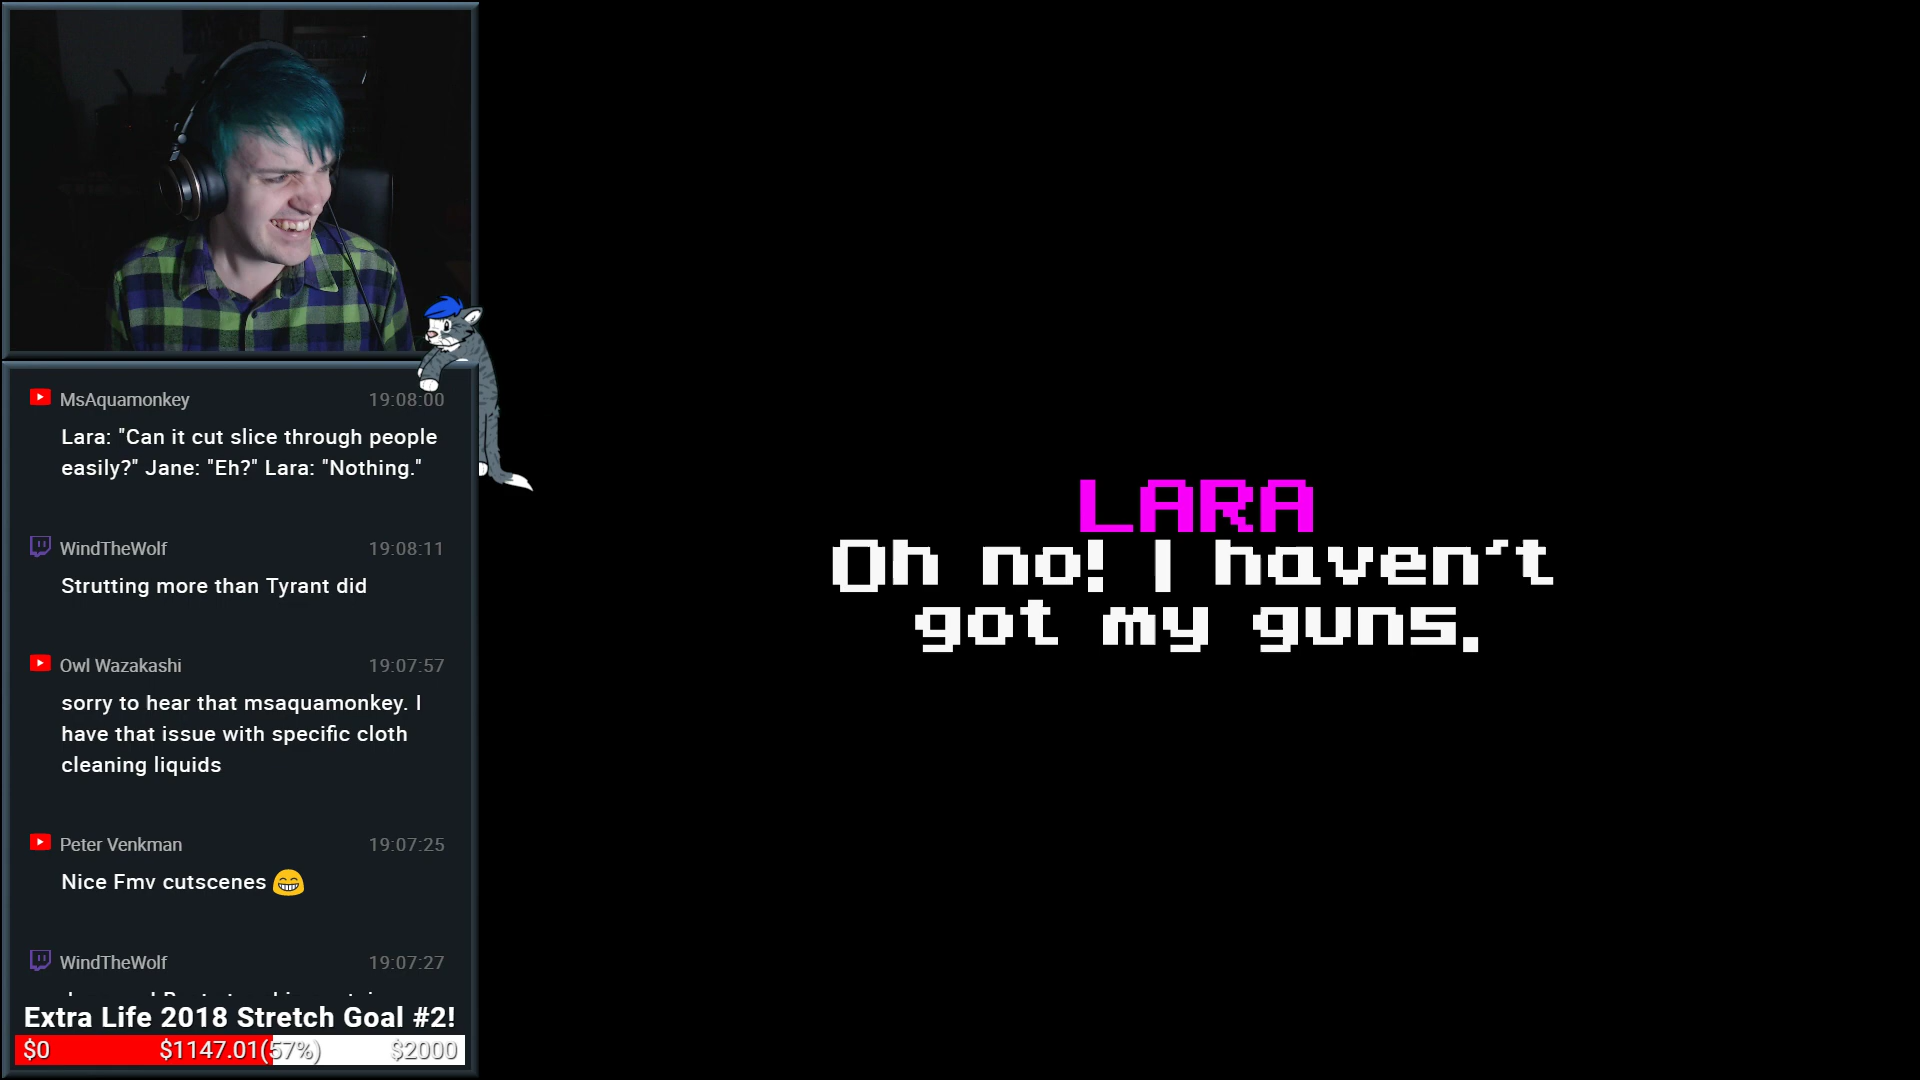 MsAquamonkey 19:08:00
Lara: "Can it cut slice through people
easily?" Jane: "Eh?" Lara: "Nothing."
WindTheWolf 19:08:11
Strutting more than Tyrant did
Owl Wazakashi 19:07:57
sorry to hear that msaquamonkey. I
have that issue with specific cloth
cleaning liquids
Peter Venkman 19:07:25
Nice Fmv cutscenes 😁
WindTheWolf 19:07:27
Extra Life 2018 Stretch Goal #2!
$0 $1147.01(57%) $2000
LARA
Oh no! I haven't
got my guns.